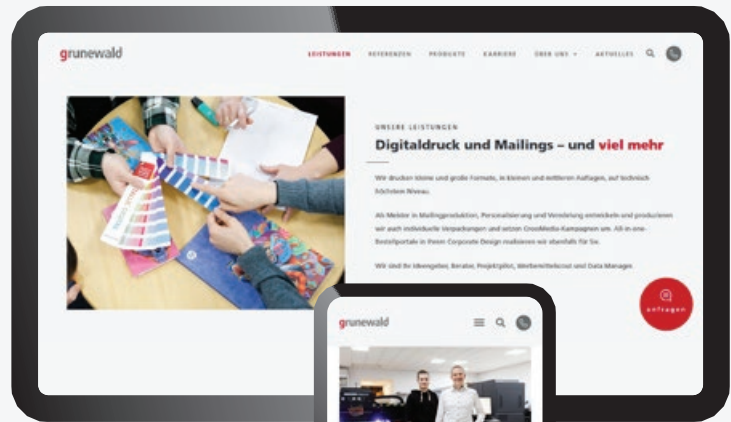 grunewald
LEISTUNGEN REFERENZEN PRODUKTE KARRIERE ÜBER UNS AKTUELLES
UNSERE LEISTUNGEN
Digitaldruck und Mailings – und viel mehr
Wir drucken kleine und große Formate, in kleinen und mittleren Auflagen, auf technisch
höchstem Niveau.
Als Meister in Mailingproduktion, Personalisierung und Veredelung entwickeln und produzieren
wir auch individuelle Verpackungen und setzen CrossMedia-Kampagnen um. All-in-one-
Bestellportale in Ihrem Corporate Design realisieren wir ebenfalls für Sie.
Wir sind Ihr Ideengeber, Berater, Projektpilot, Werbemittelscout und Data Manager.
anfragen
grunewald